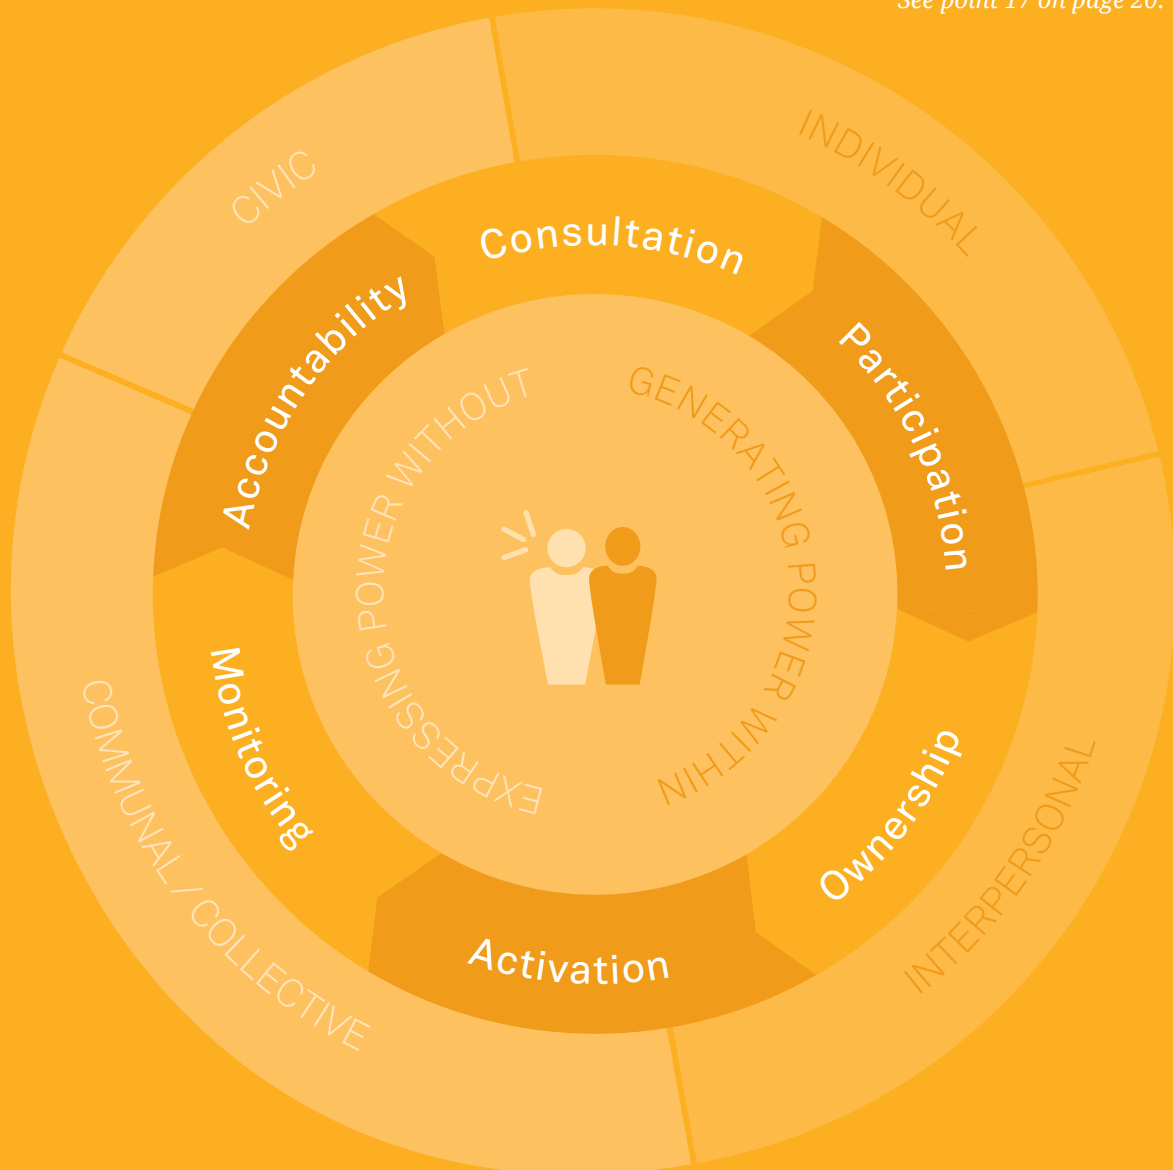 See point 17 on page 20.
INDIVIDUAL
INTERPERSONAL
COMMUNAL / COLLECTIVE
CIVIC
Consultation
Participation
Ownership
Activation
Monitoring
Accountability
GENERATING POWER WITHIN
EXPRESSING POWER WITHOUT